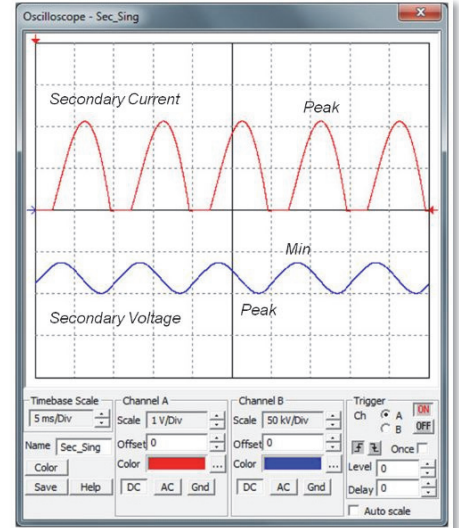 Oscilloscope - Sec_Sing
Secondary Current
Peak
Min
Secondary Voltage
Peak
Timebase Scale
5 ms/Div
Name Sec_Sing
Color
Save Help
Channel A
Scale 1 V/Div
Offset 0
Color ...
DC AC Gnd
Channel B
Scale 50 kV/Div
Offset 0
Color ...
DC AC Gnd
Trigger
Ch A ON
B OFF
Once
Level 0
Delay 0
Auto scale